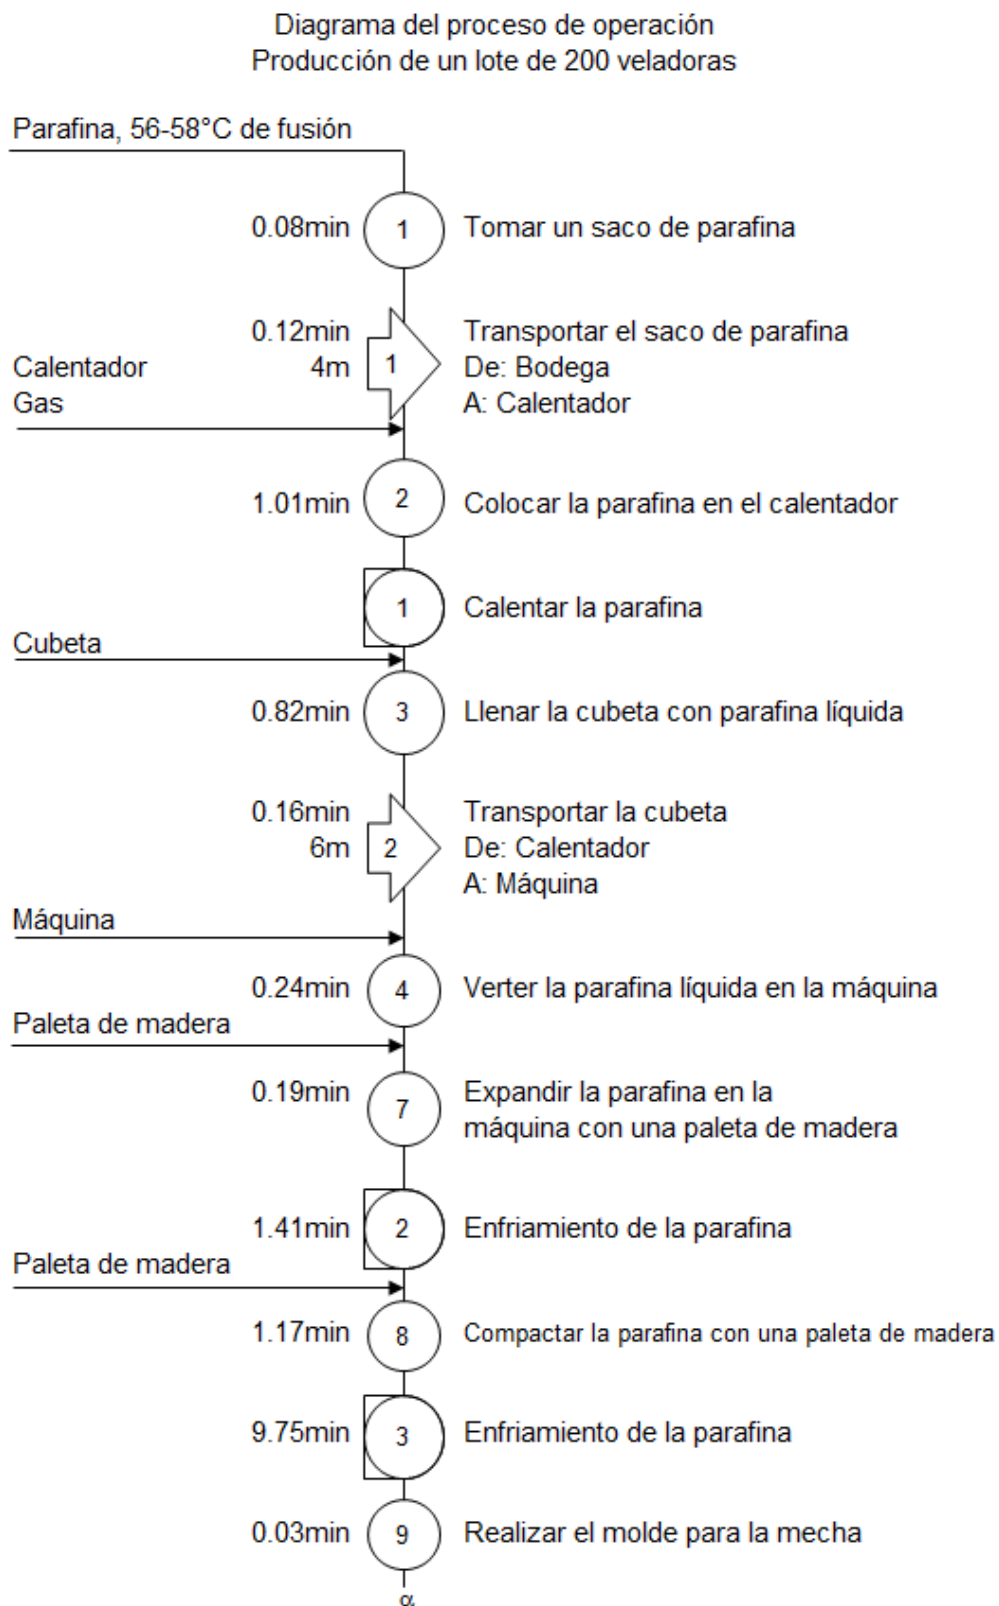 Diagrama del proceso de operación
Producción de un lote de 200 veladoras
Parafina, 56-58°C de fusión
0.08min 1 Tomar un saco de parafina
0.12min Transportar el saco de parafina
Calentador 4m 1 De: Bodega
Gas A: Calentador
1.01min 2 Colocar la parafina en el calentador
1 Calentar la parafina
Cubeta
0.82min 3 Llenar la cubeta con parafina líquida
0.16min Transportar la cubeta
6m 2 De: Calentador
A: Máquina
Máquina
0.24min 4 Verter la parafina líquida en la máquina
Paleta de madera
0.19min 7 Expandir la parafina en la
máquina con una paleta de madera
1.41min 2 Enfriamiento de la parafina
Paleta de madera
1.17min 8 Compactar la parafina con una paleta de madera
9.75min 3 Enfriamiento de la parafina
0.03min 9 Realizar el molde para la mecha
α